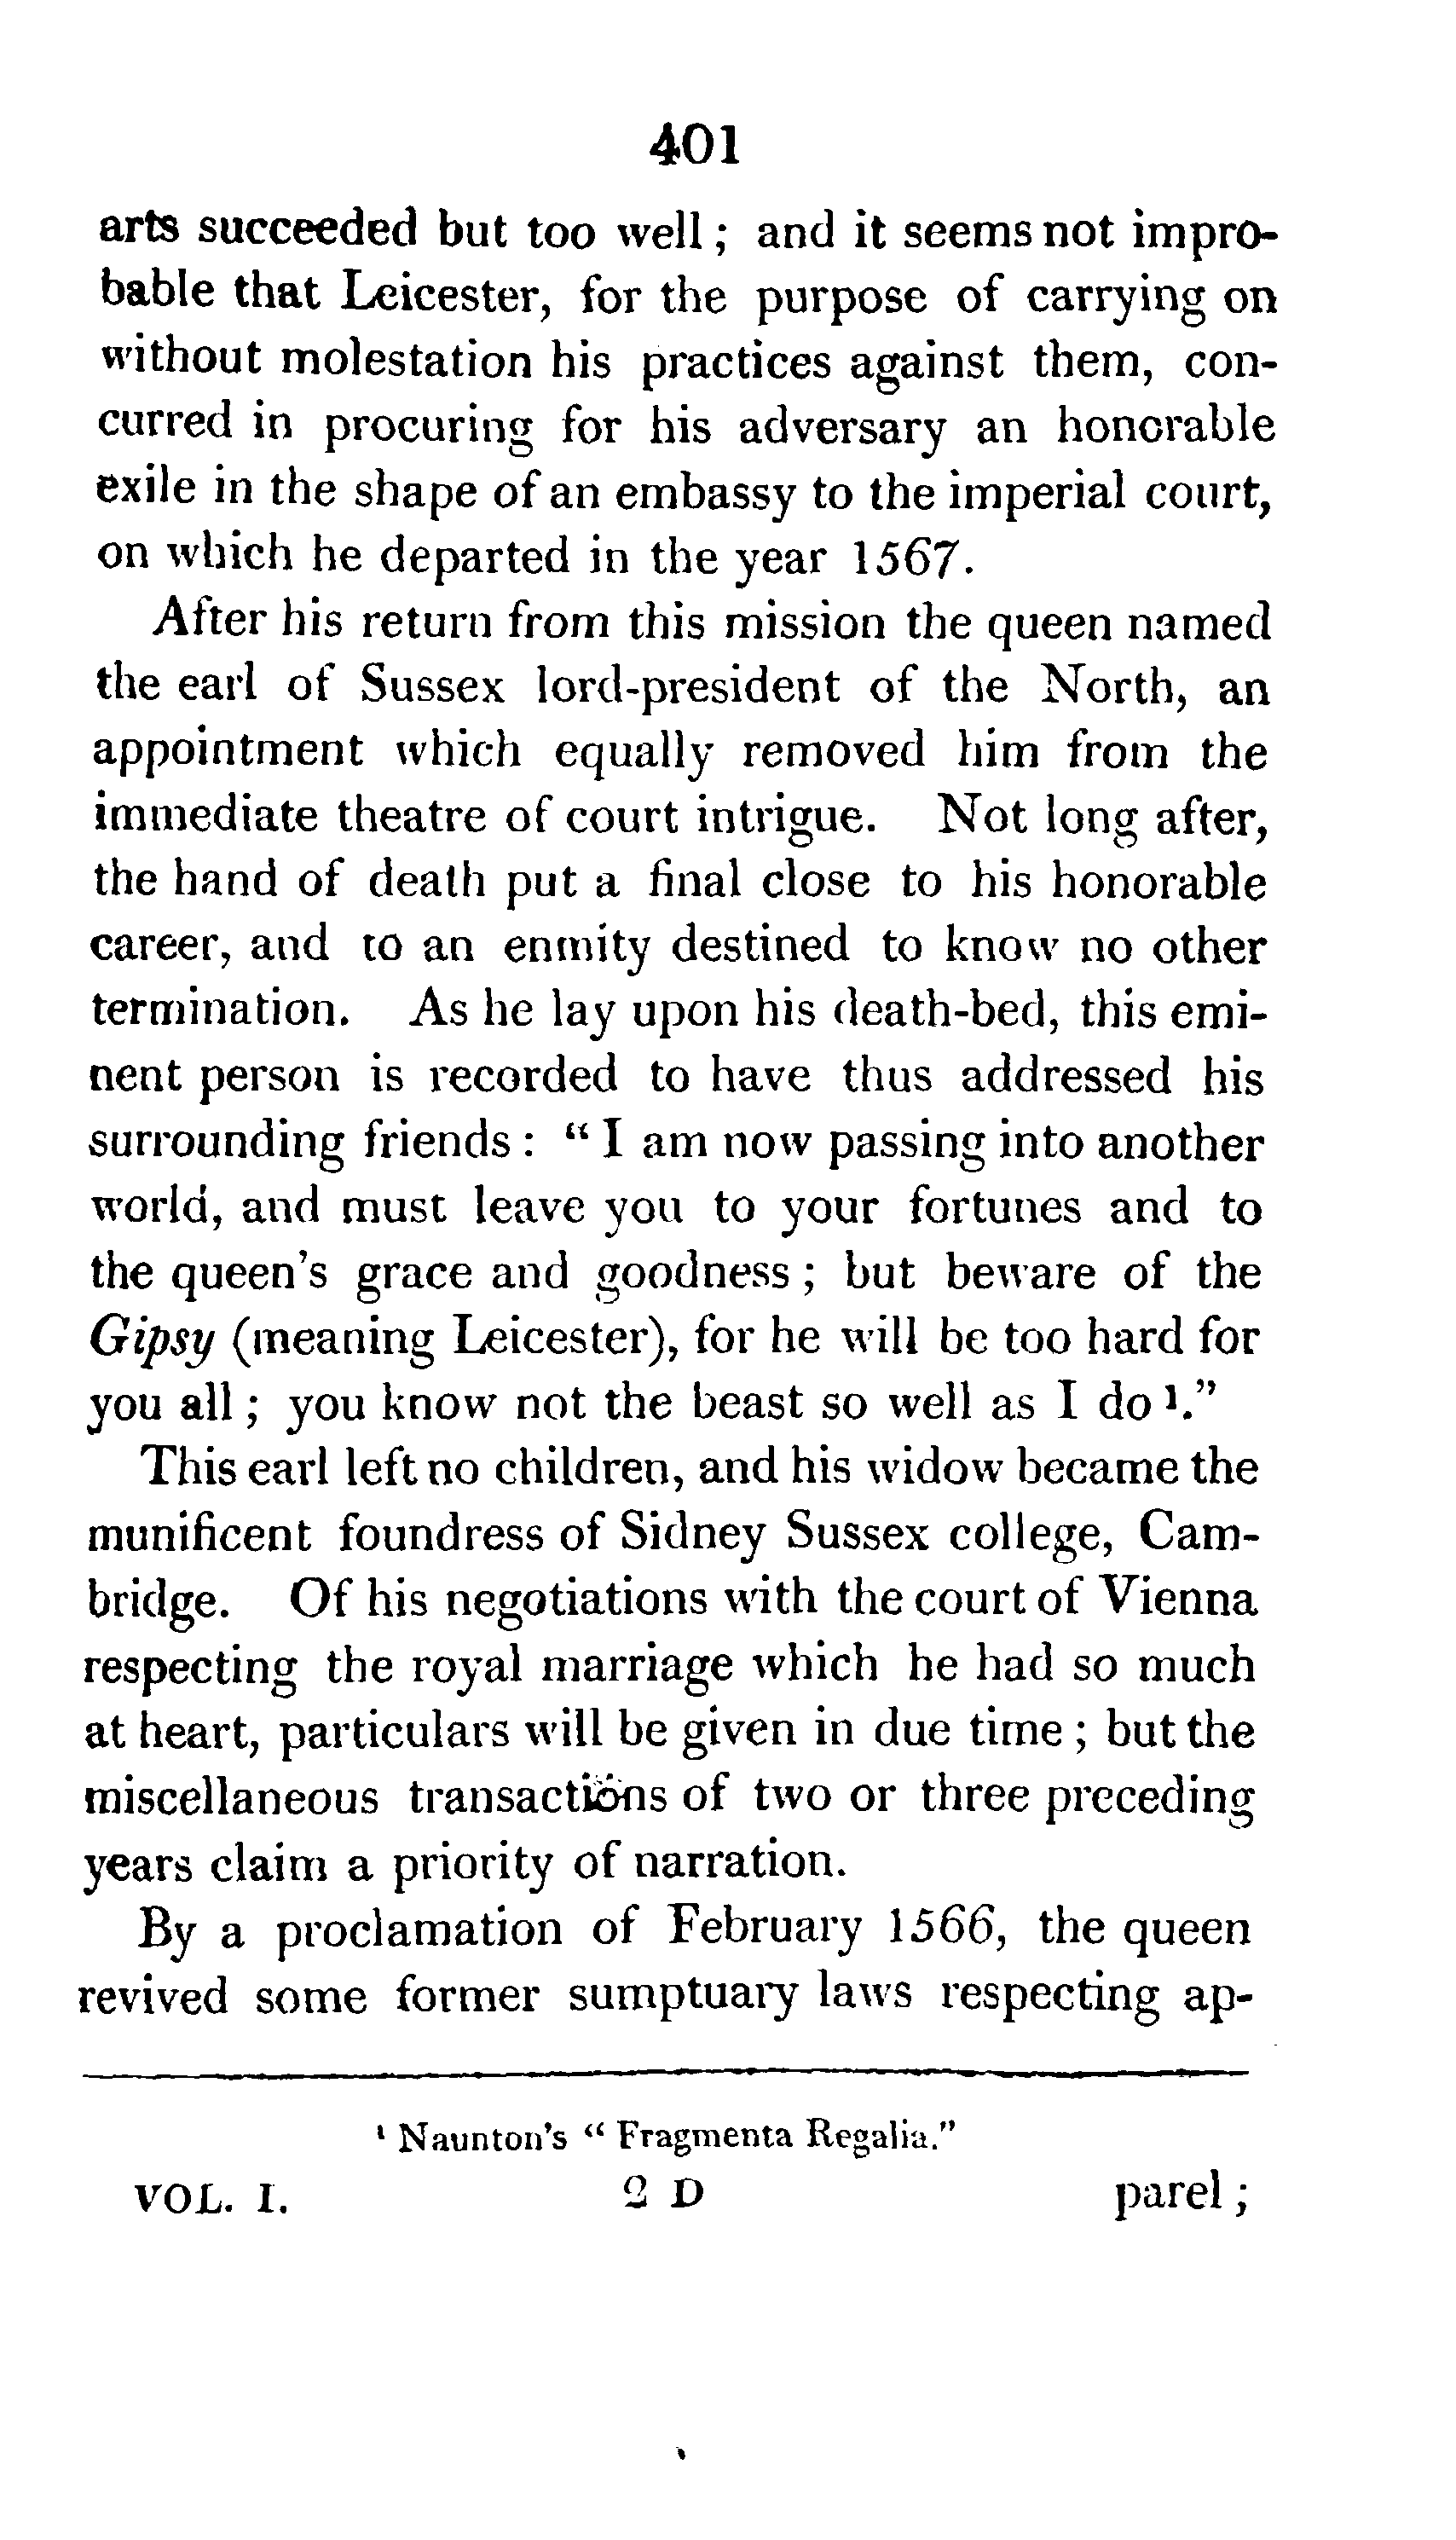 401
arts succeeded but too well ; and it seems not impro-
bable that Leicester, for the purpose of carrying on
without molestation his practices against them, con-
curred in procuring for his adversary an honorable
exile in the shape of an embassy to the imperial court,
on which he departed in the year 1567.
After his return from this mission the queen named
the earl of Sussex lord-president of the North, an
appointment which equally removed him from the
immediate theatre of court intrigue. Not long after,
the hand of death put a final close to his honorable
career, and to an enmity destined to know no other
termination. As he lay upon his death-bed, this emi-
nent person is recorded to have thus addressed his
surrounding friends : “ I am now passing into another
world, and must leave you to your fortunes and to
the queen's grace and goodness ; but beware of the
Gipsy (meaning Leicester), for he will be too hard for
you all ; you know not the beast so well as I do ¹.”
This earl left no children, and his widow became the
munificent foundress of Sidney Sussex college, Cam-
bridge. Of his negotiations with the court of Vienna
respecting the royal marriage which he had so much
at heart, particulars will be given in due time ; but the
miscellaneous transactions of two or three preceding
years claim a priority of narration.
By a proclamation of February 1566, the queen
revived some former sumptuary laws respecting ap-
¹ Naunton's “ Fragmenta Regalia.”
VOL. I. 2 D parel ;